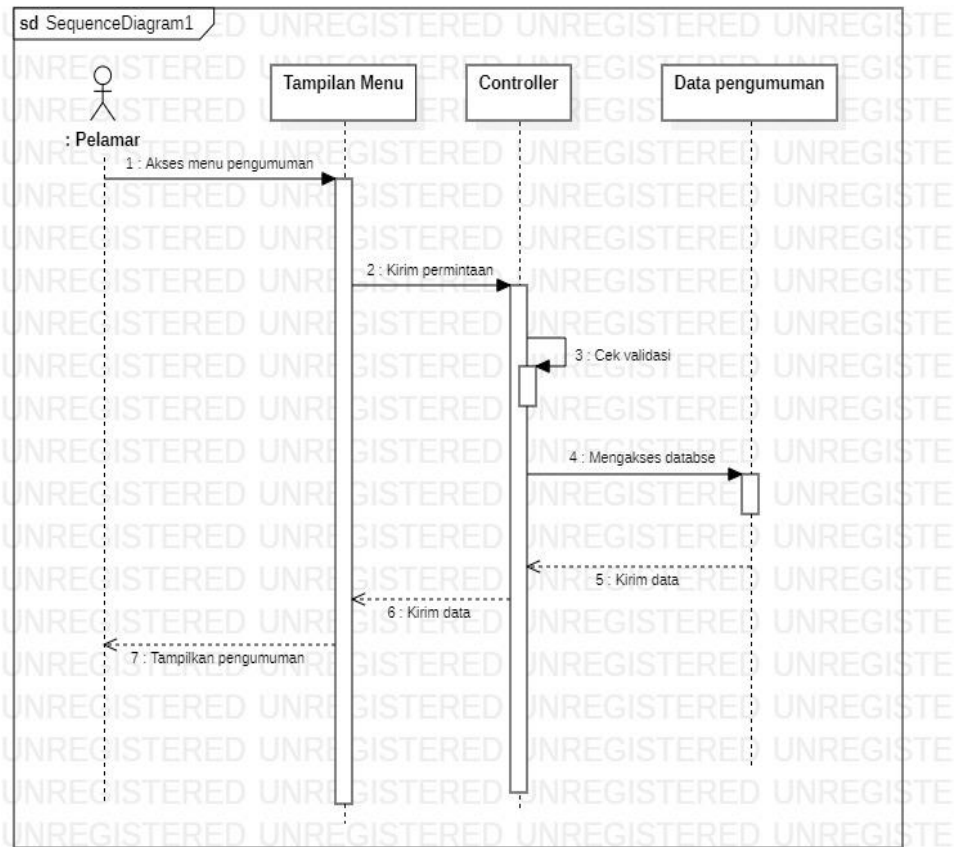 sd SequenceDiagram1
Tampilan Menu
Controller
Data pengumuman
: Pelamar
1 : Akses menu pengumuman
2 : Kirim permintaan
3 : Cek validasi
4 : Mengakses databse
5 : Kirim data
6 : Kirim data
7 : Tampilkan pengumuman
UNREGISTERED